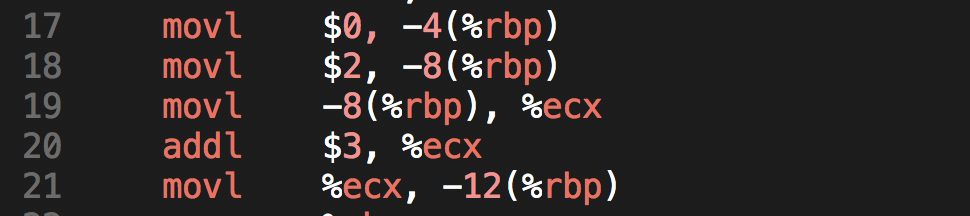 17 movl $0, -4(%rbp)
18 movl $2, -8(%rbp)
19 movl -8(%rbp), %ecx
20 addl $3, %ecx
21 movl %ecx, -12(%rbp)